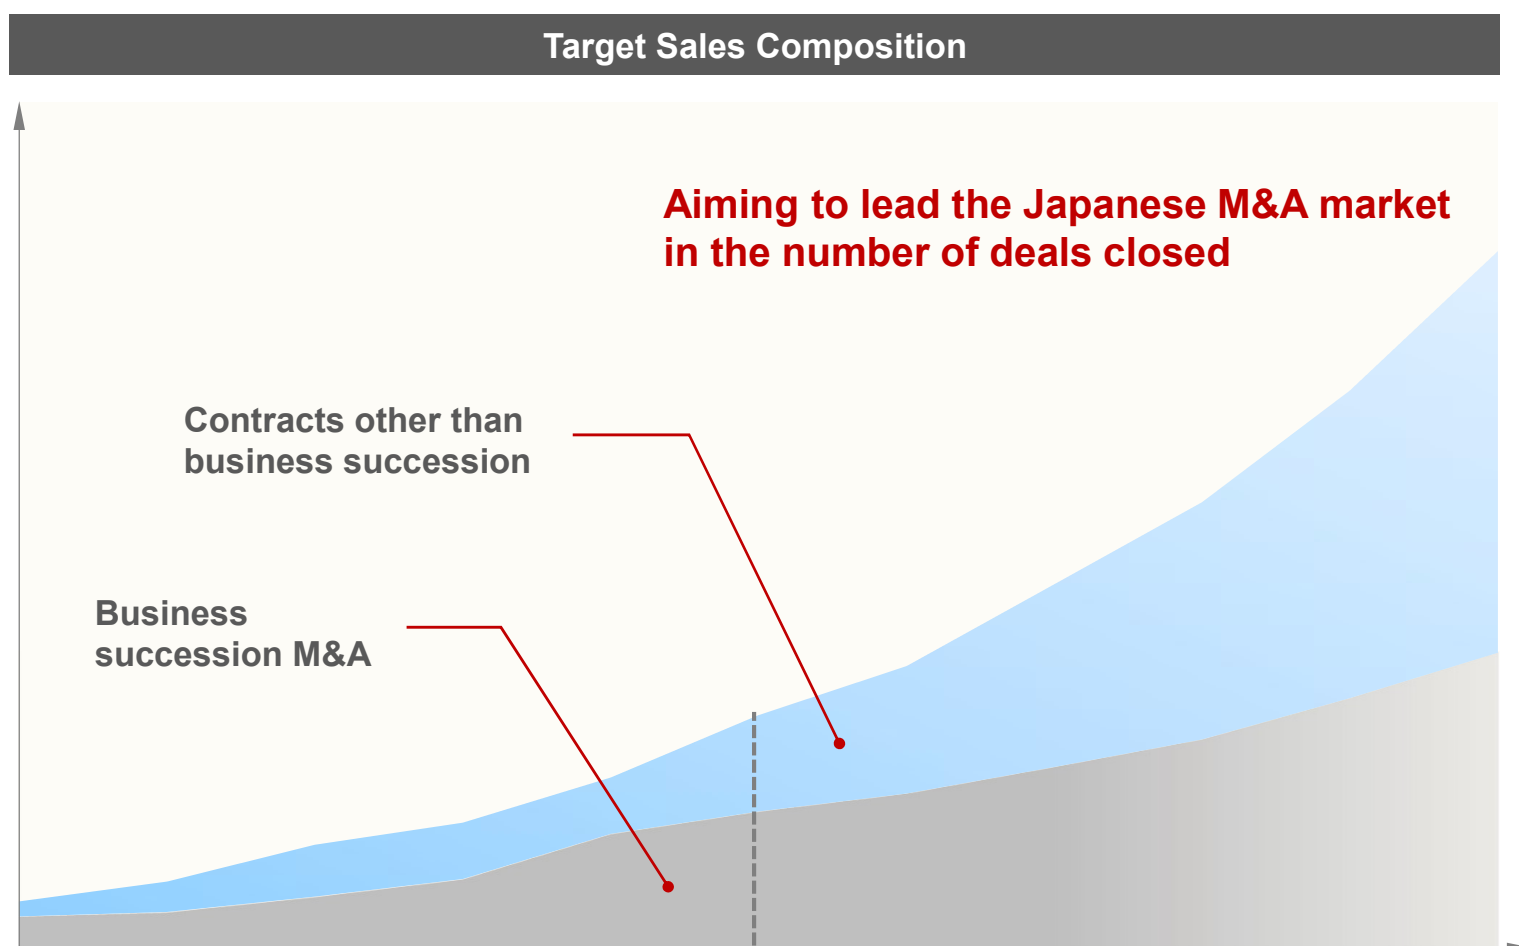 Target Sales Composition
Aiming to lead the Japanese M&A market
in the number of deals closed
Contracts other than
business succession
Business
succession M&A